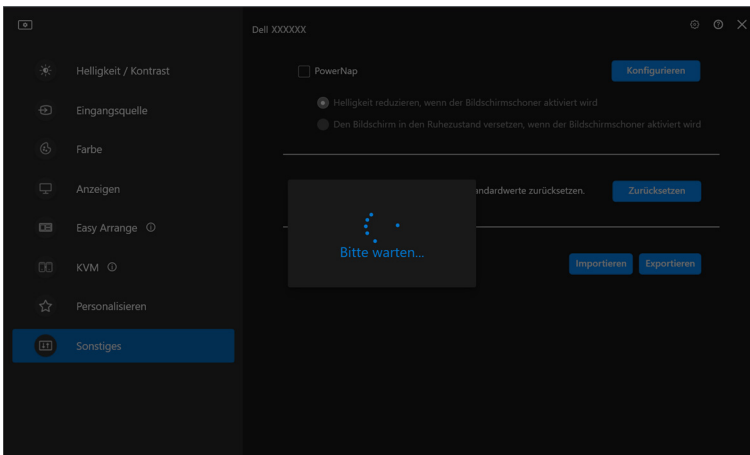 Dell XXXXXX
Helligkeit / Kontrast
Eingangsquelle
Farbe
Anzeigen
Easy Arrange
KVM
Personalisieren
Sonstiges
PowerNap
Konfigurieren
Helligkeit reduzieren, wenn der Bildschirmschoner aktiviert wird
Den Bildschirm in den Ruhezustand versetzen, wenn der Bildschirmschoner aktiviert wird
zurücksetzen.
Zurücksetzen
Bitte warten...
Importieren
Exportieren